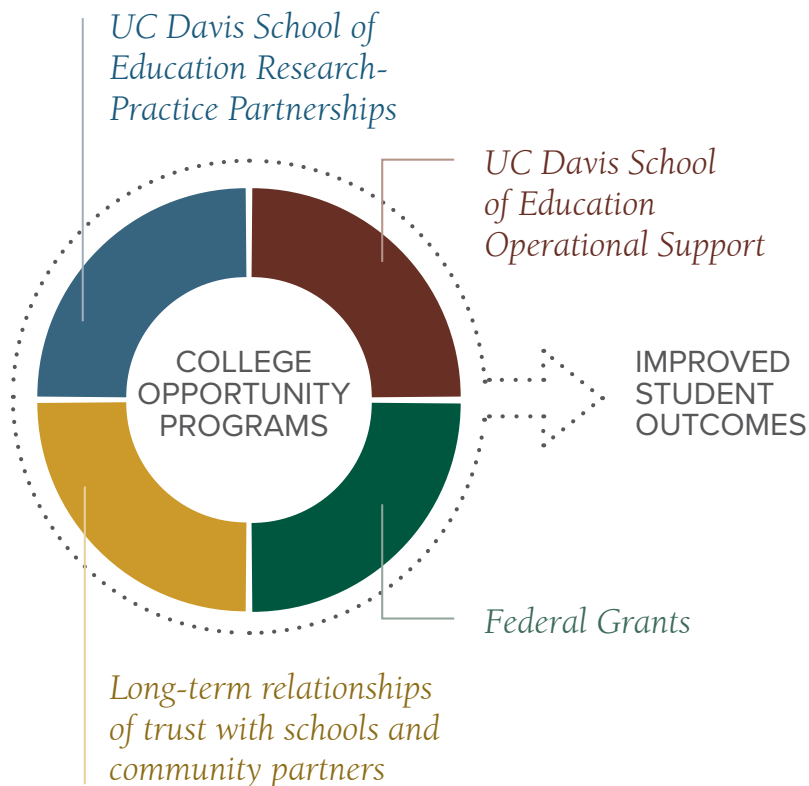 UC Davis School of
Education Research-
Practice Partnerships
UC Davis School
of Education
Operational Support
COLLEGE
OPPORTUNITY
PROGRAMS
IMPROVED
STUDENT
OUTCOMES
Federal Grants
Long-term relationships
of trust with schools and
community partners